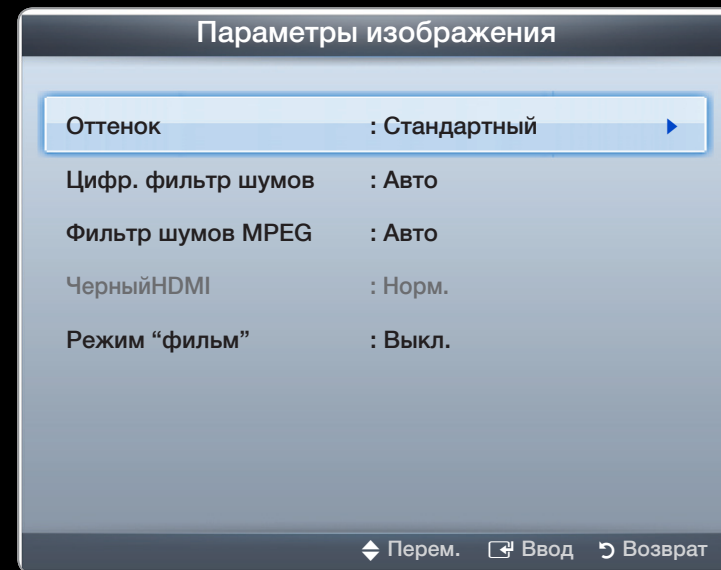 Параметры изображения
Оттенок : Стандартный
Цифр. фильтр шумов : Авто
Фильтр шумов MPEG : Авто
ЧерныйHDMI : Норм.
Режим “фильм” : Выкл.
Перем. Ввод Возврат